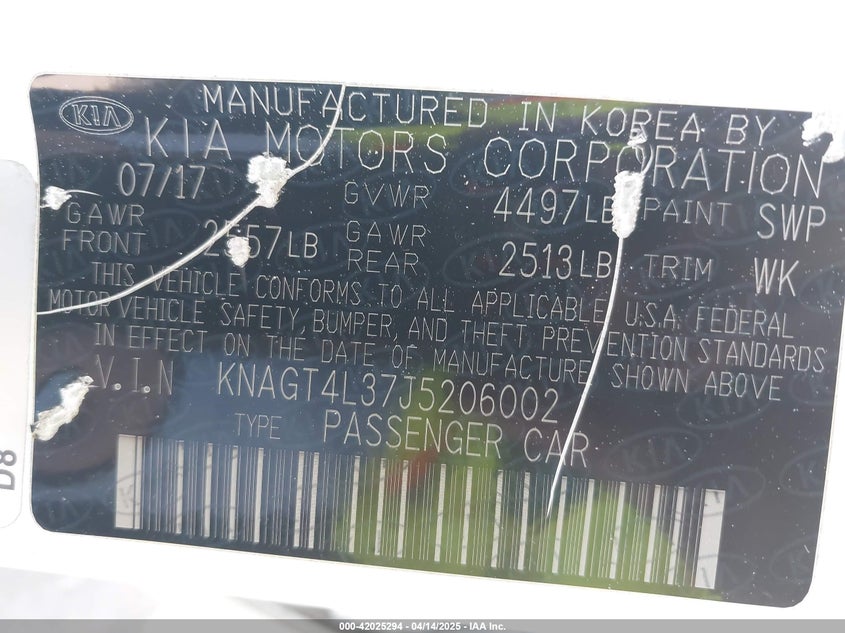 KIA
MANUFACTURED IN KOREA BY
KIA MOTORS CORPORATION
07/17 GVWR 4497LB PAINT SWP
GAWR FRONT 2557LB GAWR REAR 2513LB TRIM WK
THIS VEHICLE CONFORMS TO ALL APPLICABLE U.S.A. FEDERAL
MOTOR VEHICLE SAFETY, BUMPER, AND THEFT PREVENTION STANDARDS
IN EFFECT ON THE DATE OF MANUFACTURE SHOWN ABOVE
V.I.N KNAGT4L37J5206002
TYPE PASSENGER CAR
D8
000-42025294 - 04/14/2025 - IAA Inc.